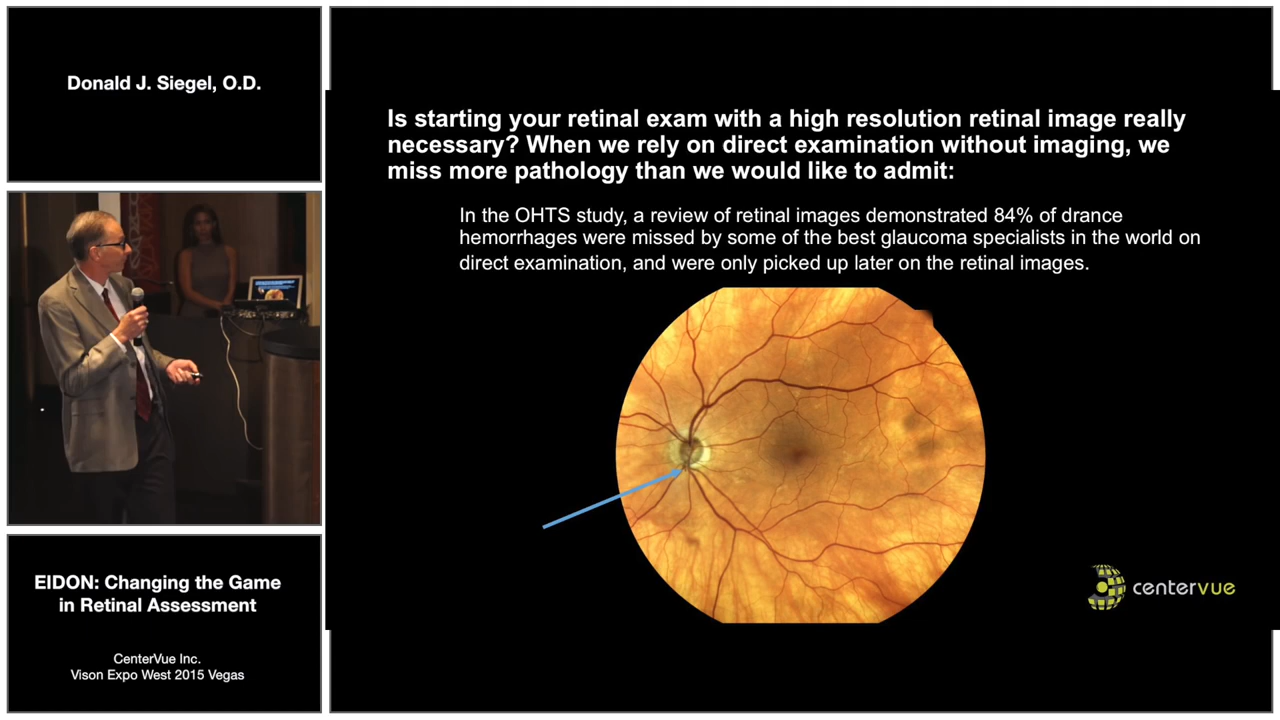 Donald J. Siegel, O.D.
Is starting your retinal exam with a high resolution retinal image really
necessary? When we rely on direct examination without imaging, we
miss more pathology than we would like to admit:
In the OHTS study, a review of retinal images demonstrated 84% of drance
hemorrhages were missed by some of the best glaucoma specialists in the world on
direct examination, and were only picked up later on the retinal images.
EIDON: Changing the Game
in Retinal Assessment
CenterVue Inc.
Vison Expo West 2015 Vegas
centervue